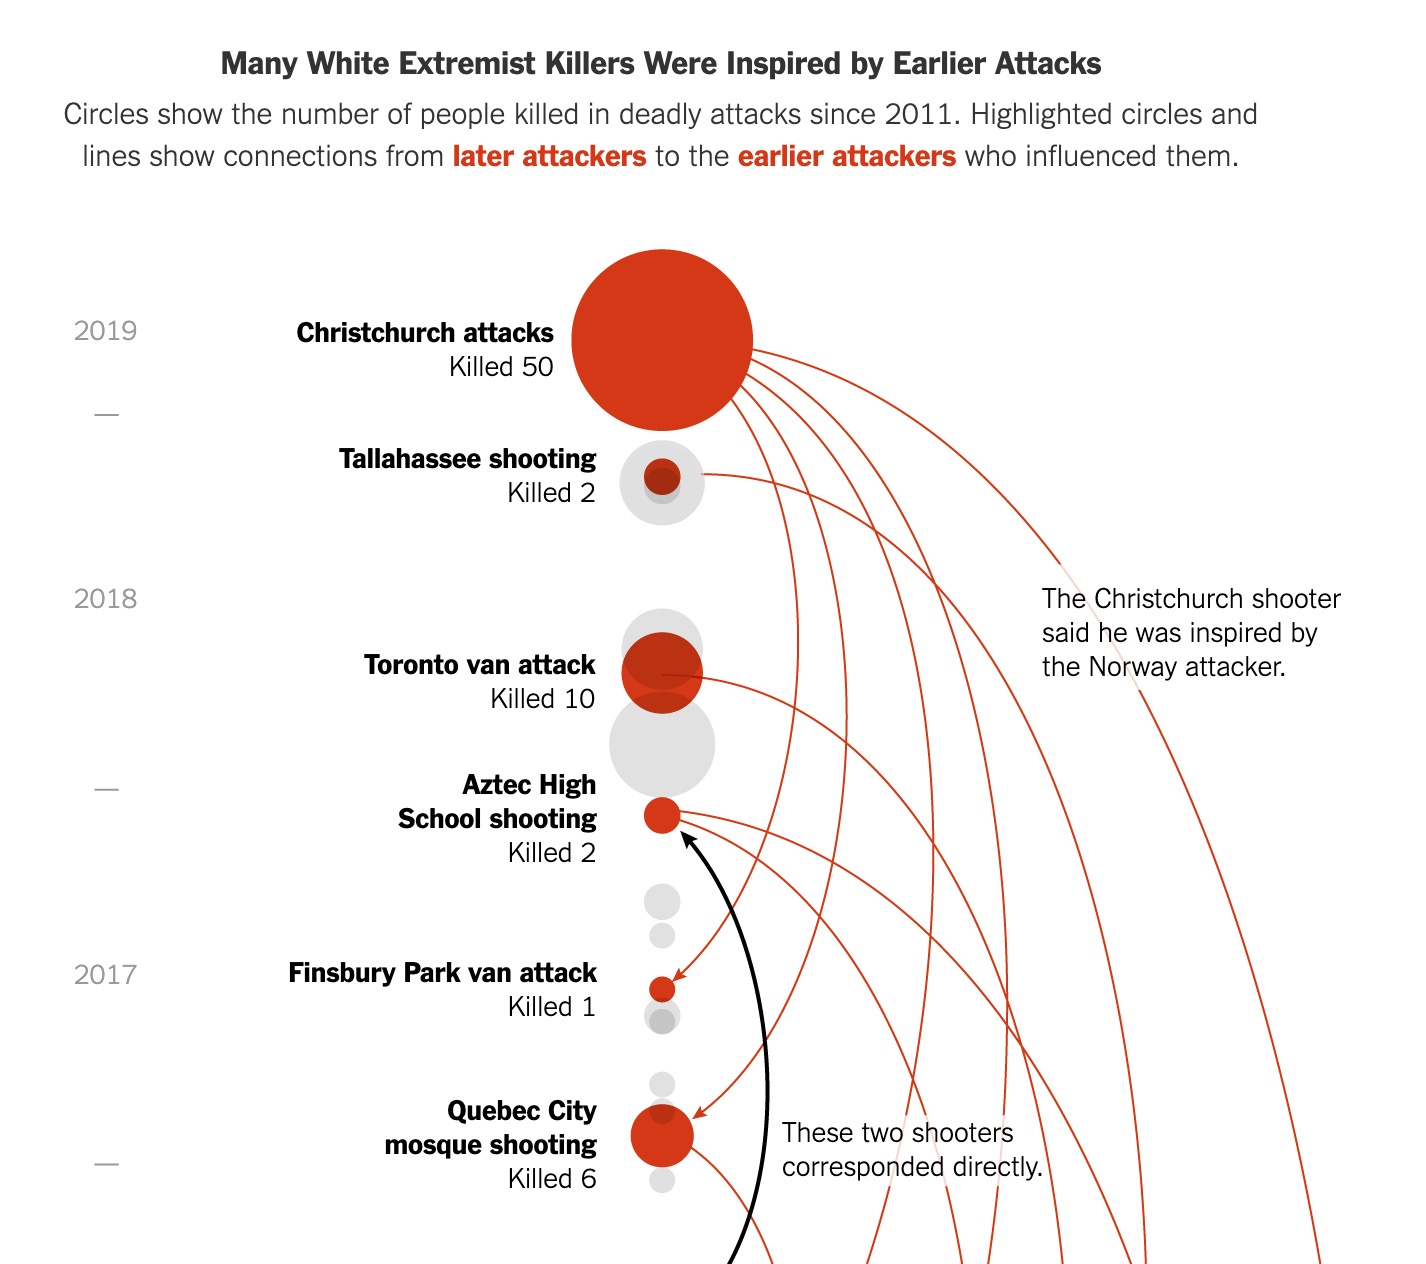 Many White Extremist Killers Were Inspired by Earlier Attacks
Circles show the number of people killed in deadly attacks since 2011. Highlighted circles and
lines show connections from later attackers to the earlier attackers who influenced them.
2019
Christchurch attacks
Killed 50
—
Tallahassee shooting
Killed 2
2018
The Christchurch shooter
said he was inspired by
the Norway attacker.
Toronto van attack
Killed 10
—
Aztec High
School shooting
Killed 2
2017
Finsbury Park van attack
Killed 1
Quebec City
mosque shooting
Killed 6
—
These two shooters
corresponded directly.